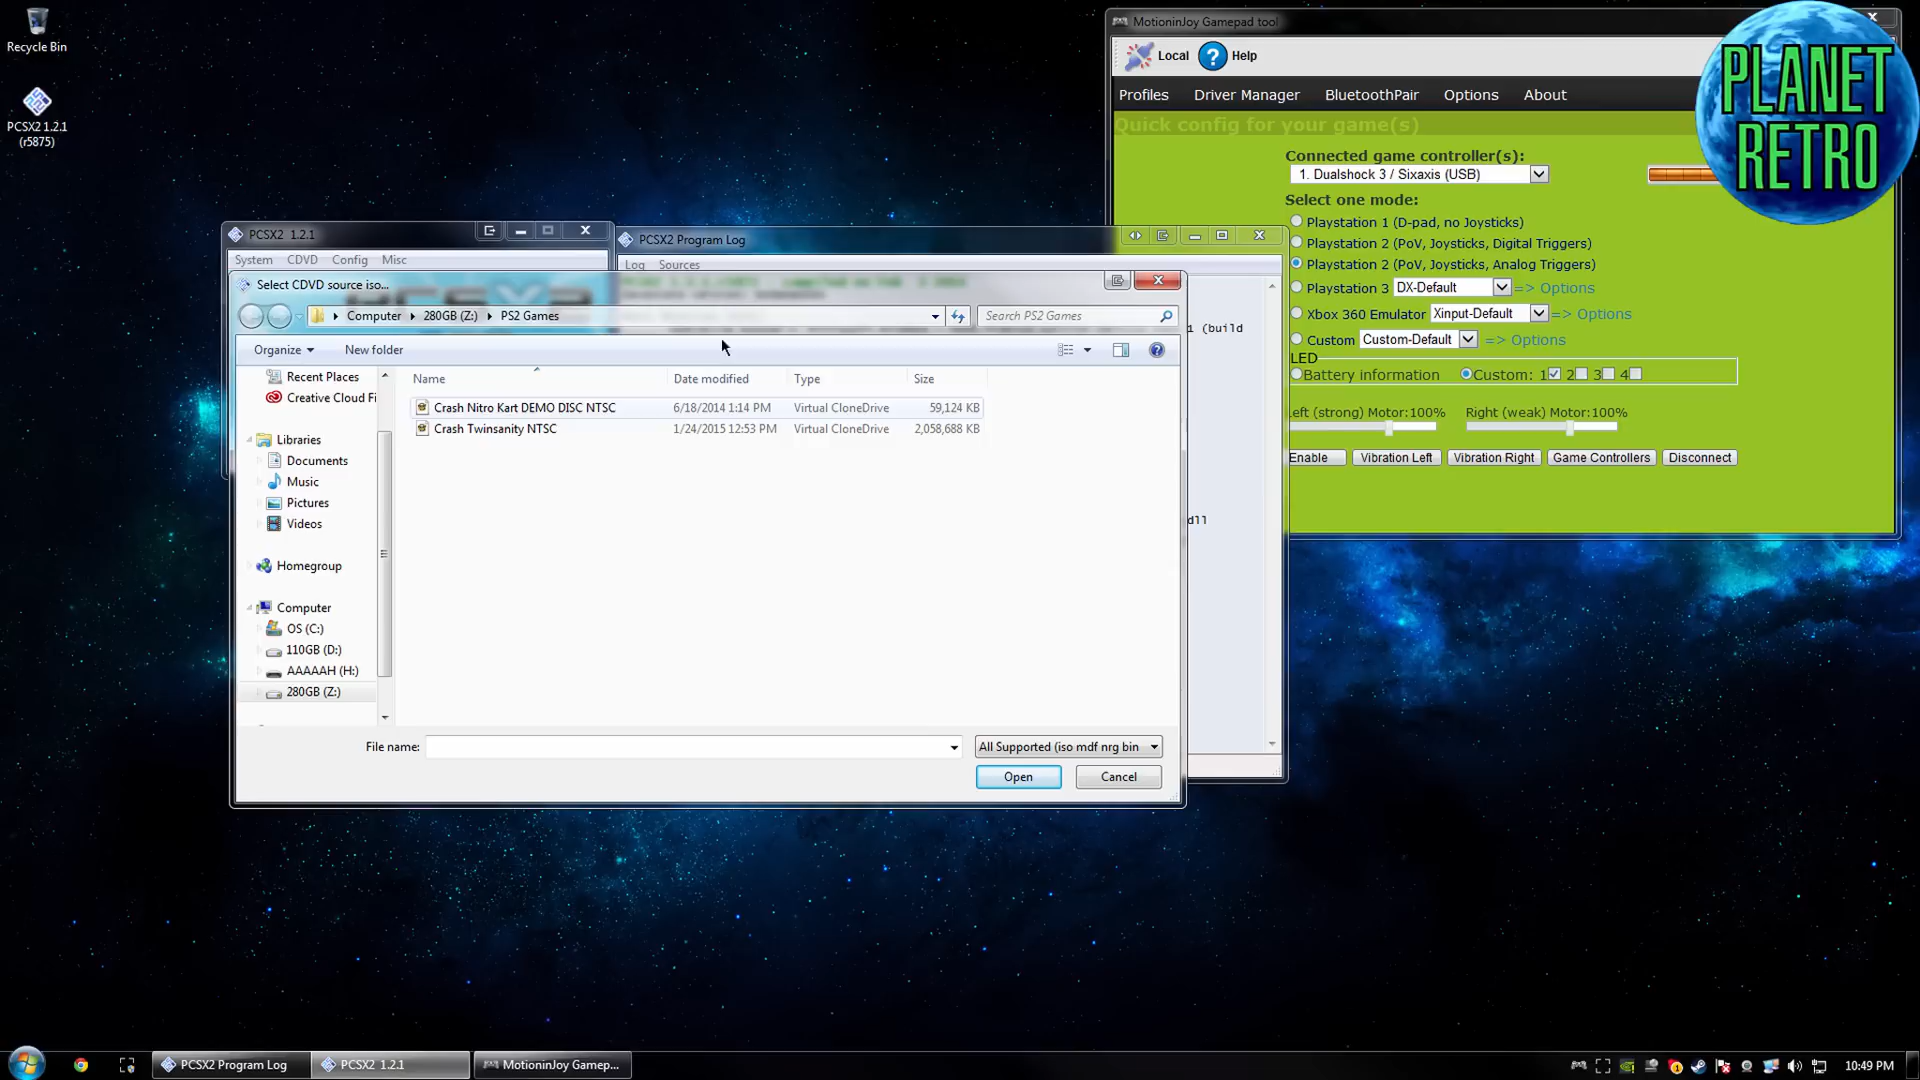 Recycle Bin
PCSX2 1.2.1
(r5875)
MotioninJoy Gamepad tool
Local
Help
Profiles
Driver Manager
BluetoothPair
Options
About
Quick config for your game(s)
PLANET
RETRO
Connected game controller(s):
1. Dualshock 3 / Sixaxis (USB)
Select one mode:
Playstation 1 (D-pad, no Joysticks)
Playstation 2 (PoV, Joysticks, Digital Triggers)
Playstation 2 (PoV, Joysticks, Analog Triggers)
Playstation 3 DX-Default => Options
Xbox 360 Emulator Xinput-Default => Options
Custom Custom-Default => Options
LED
Battery information Custom: 1 2 3 4
Left (strong) Motor:100% Right (weak) Motor:100%
Enable Vibration Left Vibration Right Game Controllers Disconnect
PCSX2 1.2.1
System CDVD Config Misc
PCSX2 Program Log
Log Sources
1 (build
dll
Select CDVD source iso...
Computer 280GB (Z:) PS2 Games
Search PS2 Games
Organize New folder
Name Date modified Type Size
Crash Nitro Kart DEMO DISC NTSC 6/18/2014 1:14 PM Virtual CloneDrive 59,124 KB
Crash Twinsanity NTSC 1/24/2015 12:53 PM Virtual CloneDrive 2,058,688 KB
Recent Places
Creative Cloud Fi
Libraries
Documents
Music
Pictures
Videos
Homegroup
Computer
OS (C:)
110GB (D:)
AAAAAH (H:)
280GB (Z:)
File name:
All Supported (iso mdf nrg bin
Open Cancel
PCSX2 Program Log
PCSX2 1.2.1
MotioninJoy Gamep...
10:49 PM